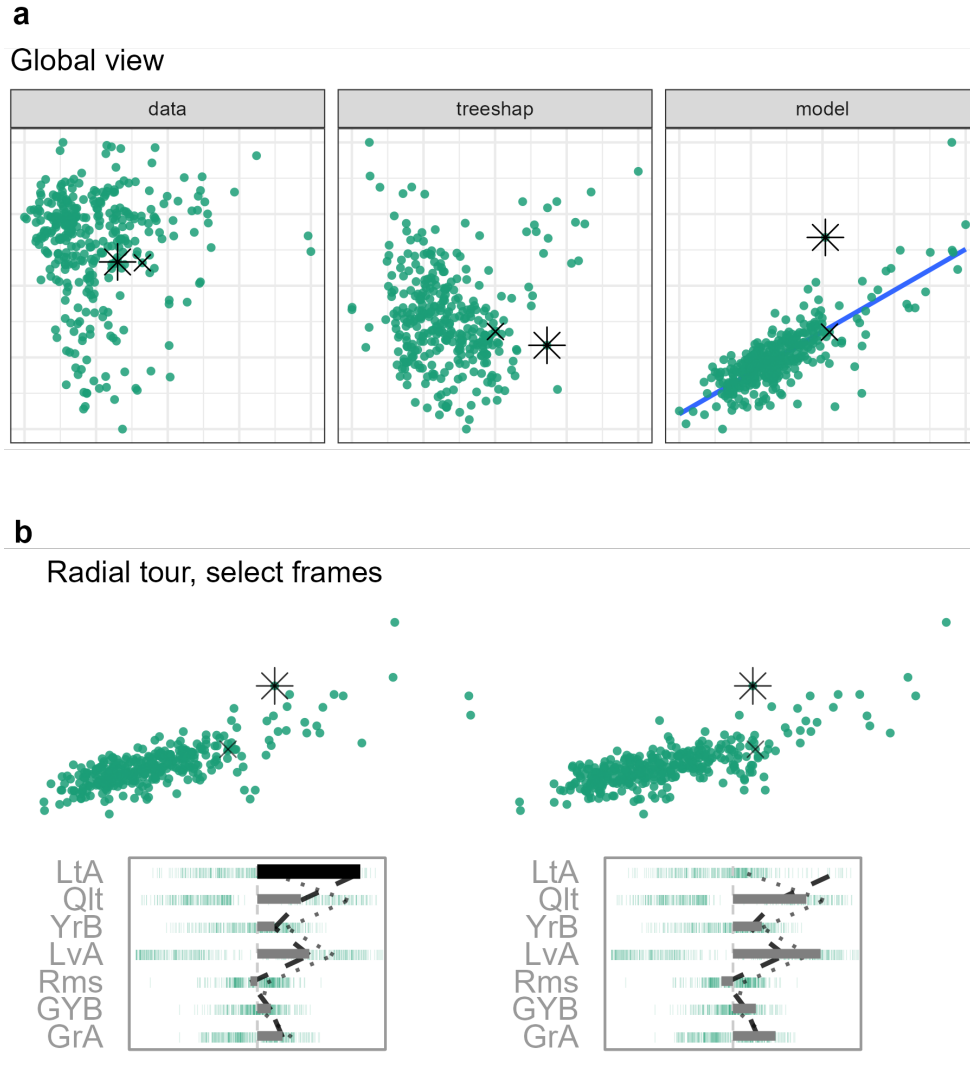 a
Global view
data treeshap model
b
Radial tour, select frames
LtA LtA
Qlt Qlt
YrB YrB
LvA LvA
Rms Rms
GYB GYB
GrA GrA